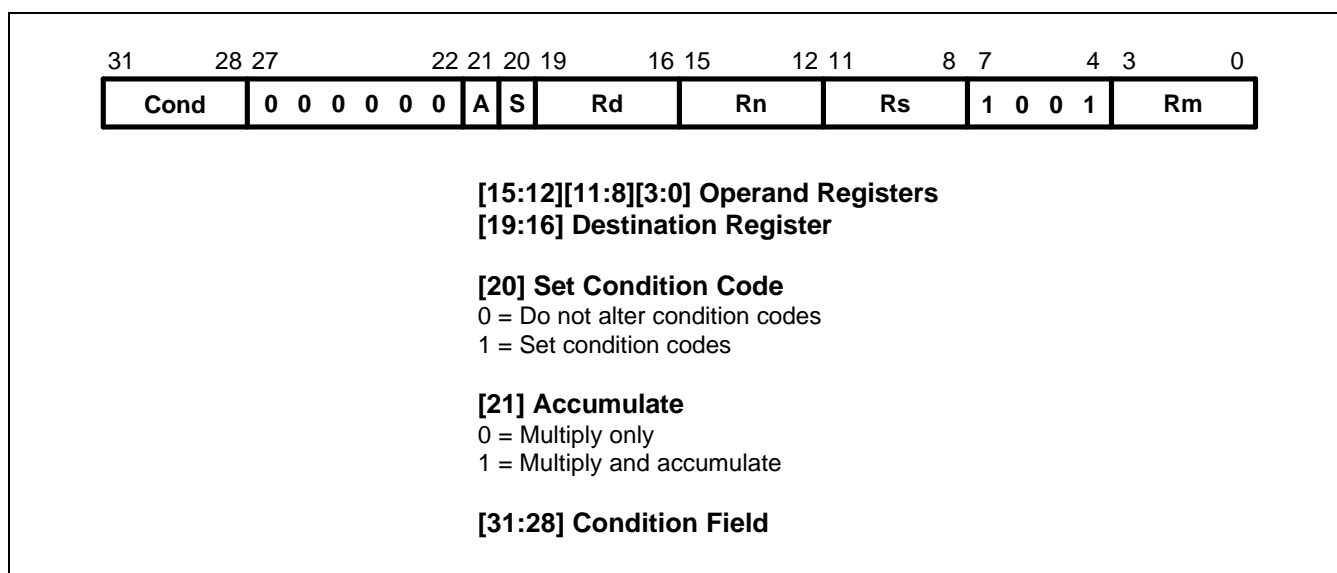 31 28 27 22 21 20 19 16 15 12 11 8 7 4 3 0
Cond 0 0 0 0 0 0 A S Rd Rn Rs 1 0 0 1 Rm
[15:12][11:8][3:0] Operand Registers
[19:16] Destination Register
[20] Set Condition Code
0 = Do not alter condition codes
1 = Set condition codes
[21] Accumulate
0 = Multiply only
1 = Multiply and accumulate
[31:28] Condition Field